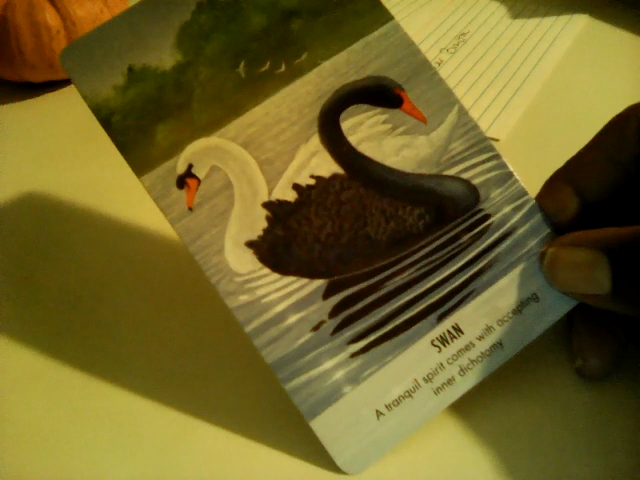 SWAN
A tranquil spirit comes with accepting
inner dichotomy